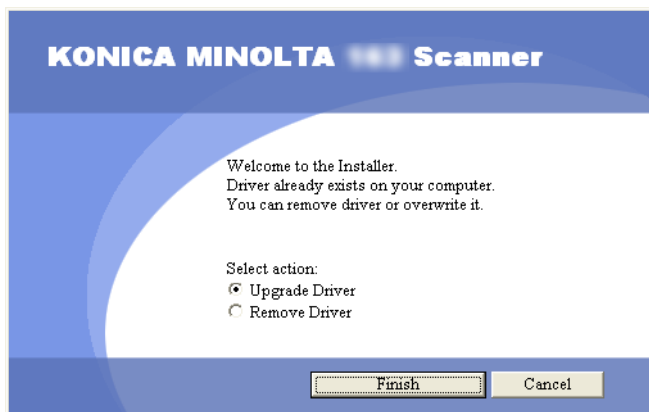 KONICA MINOLTA Scanner
Welcome to the Installer.
Driver already exists on your computer.
You can remove driver or overwrite it.
Select action:
Upgrade Driver
Remove Driver
Finish
Cancel